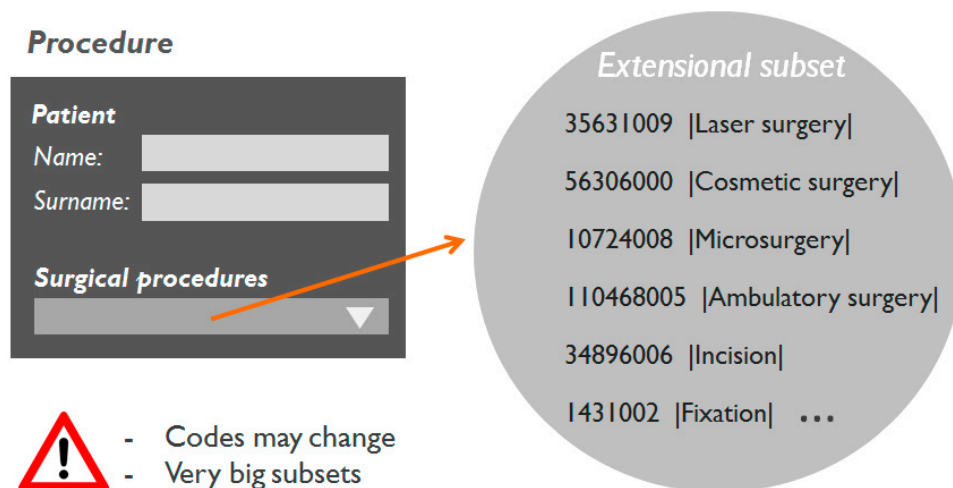 Procedure
Patient
Name:
Surname:
Surgical procedures
Extensional subset
35631009 |Laser surgery|
56306000 |Cosmetic surgery|
10724008 |Microsurgery|
110468005 |Ambulatory surgery|
34896006 |Incision|
1431002 |Fixation| ...
- Codes may change
- Very big subsets